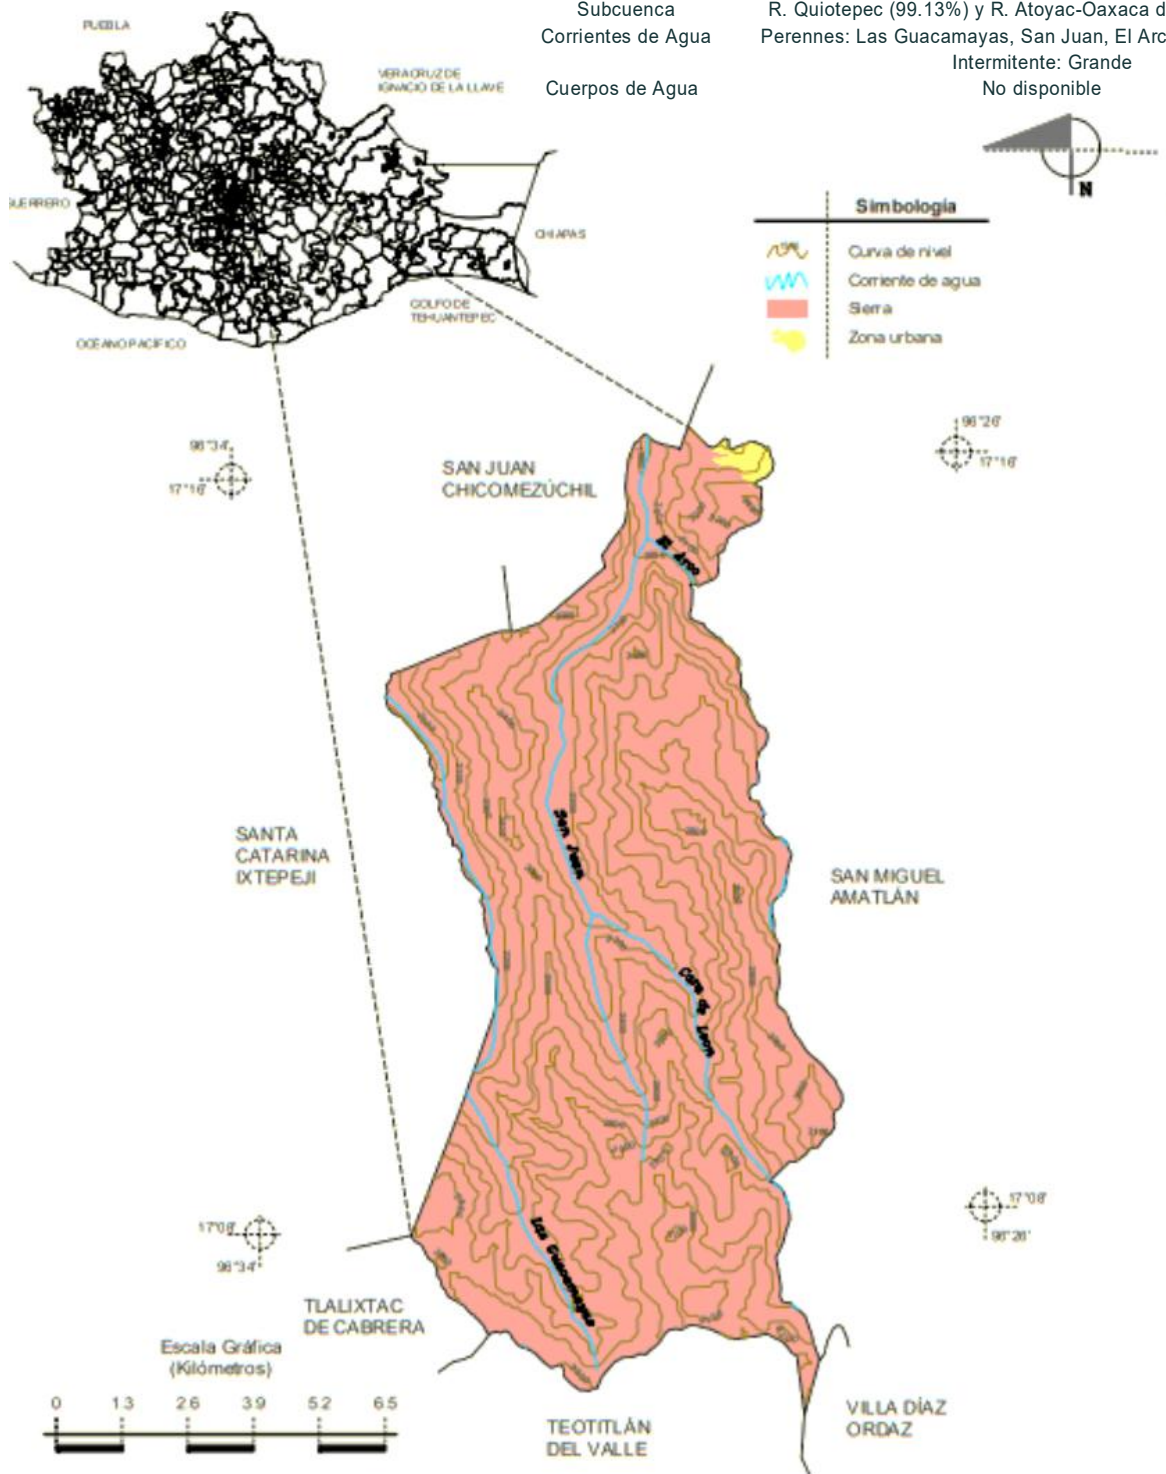 Subcuenca
R. Quiotepec (99.13%) y R. Atoyac-Oaxaca d
Corrientes de Agua
Perennes: Las Guacamayas, San Juan, El Arc
Intermitente: Grande
Cuerpos de Agua
No disponible
PUEBLA
VERACRUZ DE
IGNACIO DE LA LLAVE
GUERRERO
CHIAPAS
GOLFO DE
TEHUANTEPEC
OCEANO PACÍFICO
N
Simbología
Curva de nivel
Corriente de agua
Sierra
Zona urbana
96°34'
17°16'
96°26'
17°16'
SAN JUAN
CHICOMEZÚCHIL
El Arco
SANTA
CATARINA
IXTEPEJI
San Juan
SAN MIGUEL
AMATLÁN
Cara de Leon
17°08'
96°34'
17°08'
96°26'
Las Guacamayas
TLALIXTAC
DE CABRERA
Escala Gráfica
(Kilómetros)
0 1.3 2.6 3.9 5.2 6.5
TEOTITLÁN
DEL VALLE
VILLA DÍAZ
ORDAZ